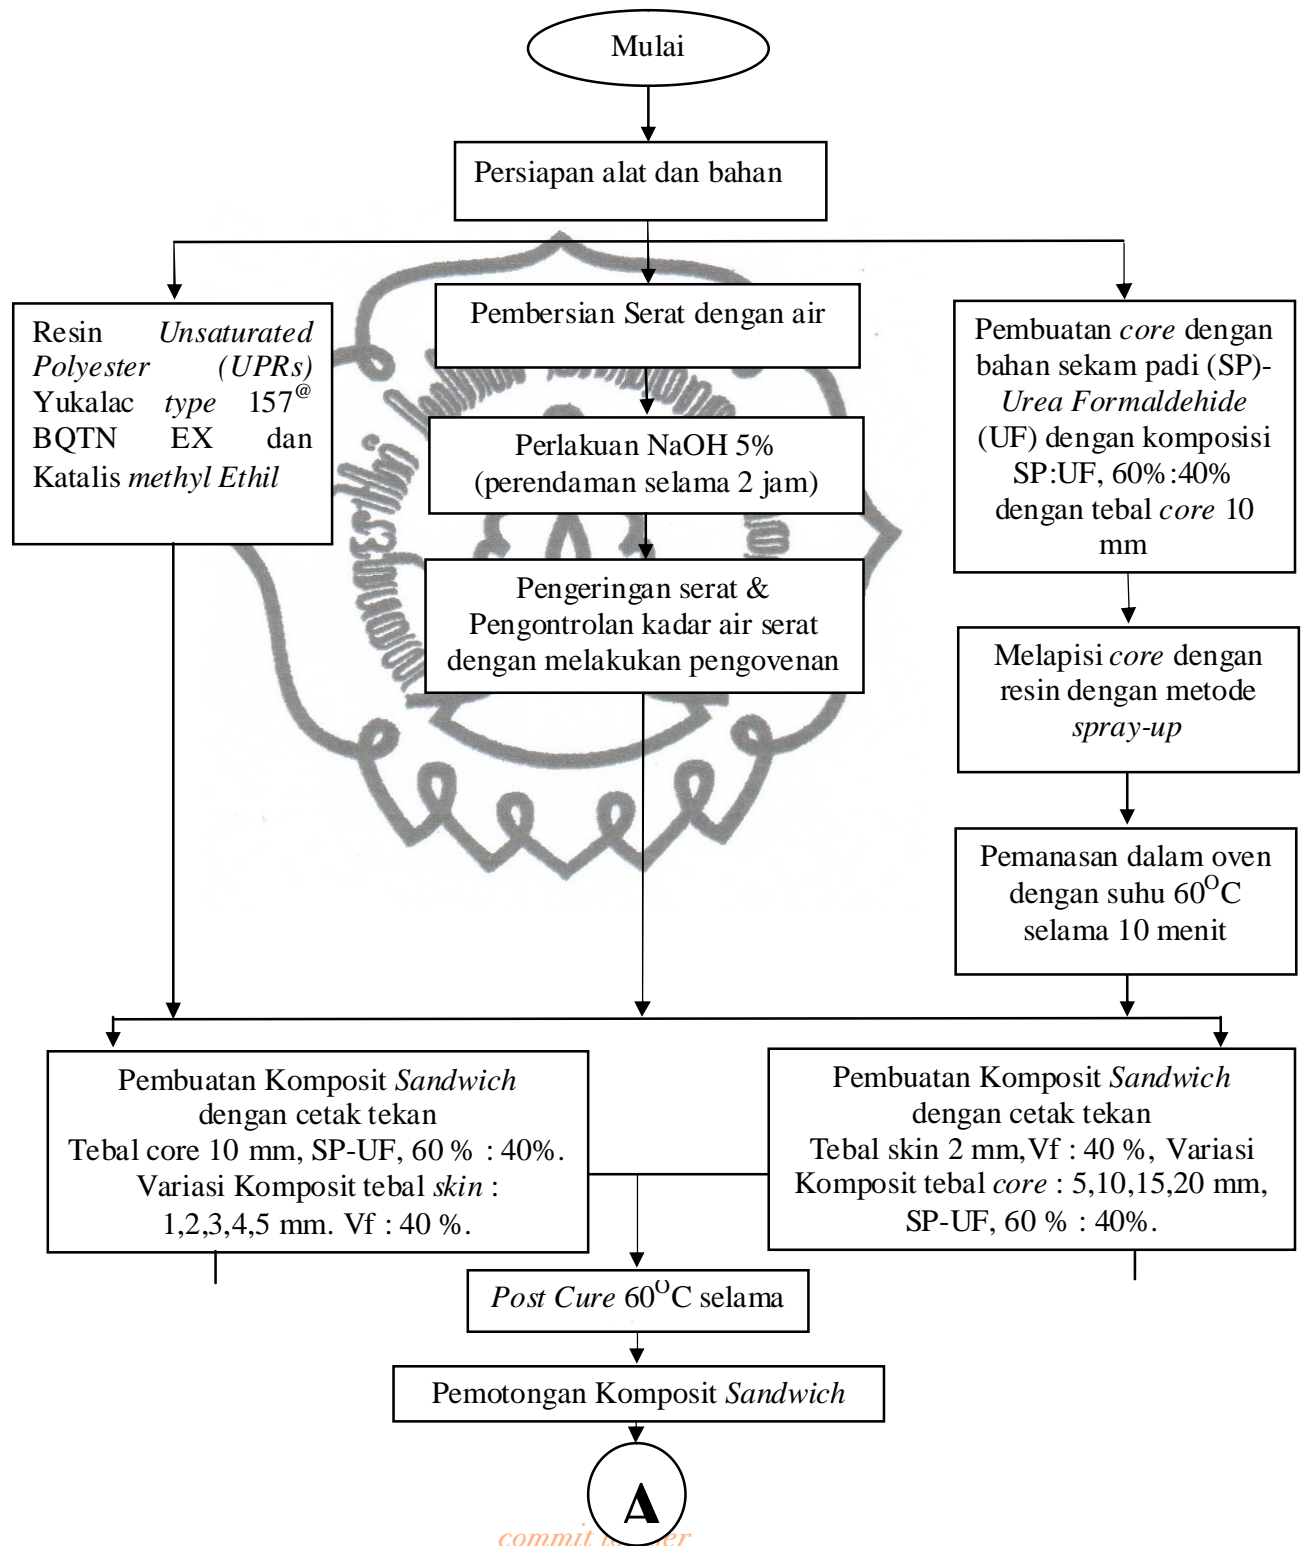 Mulai
Persiapan alat dan bahan
Resin Unsaturated
Polyester (UPRs)
Yukalac type 157@
BQTN EX dan
Katalis methyl Ethil
Pembersian Serat dengan air
Perlakuan NaOH 5%
(perendaman selama 2 jam)
Pengeringan serat &
Pengontrolan kadar air serat
dengan melakukan pengovenan
Pembuatan core dengan
bahan sekam padi (SP)-
Urea Formaldehide
(UF) dengan komposisi
SP:UF, 60%:40%
dengan tebal core 10
mm
Melapisi core dengan
resin dengan metode
spray-up
Pemanasan dalam oven
dengan suhu 60OC
selama 10 menit
Pembuatan Komposit Sandwich
dengan cetak tekan
Tebal core 10 mm, SP-UF, 60 % : 40%.
Variasi Komposit tebal skin :
1,2,3,4,5 mm. Vf : 40 %.
Pembuatan Komposit Sandwich
dengan cetak tekan
Tebal skin 2 mm,Vf : 40 %, Variasi
Komposit tebal core : 5,10,15,20 mm,
SP-UF, 60 % : 40%.
Post Cure 60OC selama
Pemotongan Komposit Sandwich
A
commit